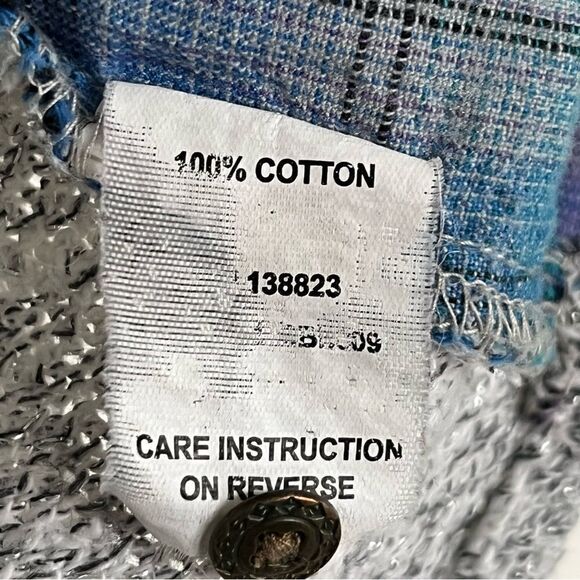 100% COTTON
138823
CARE INSTRUCTION
ON REVERSE